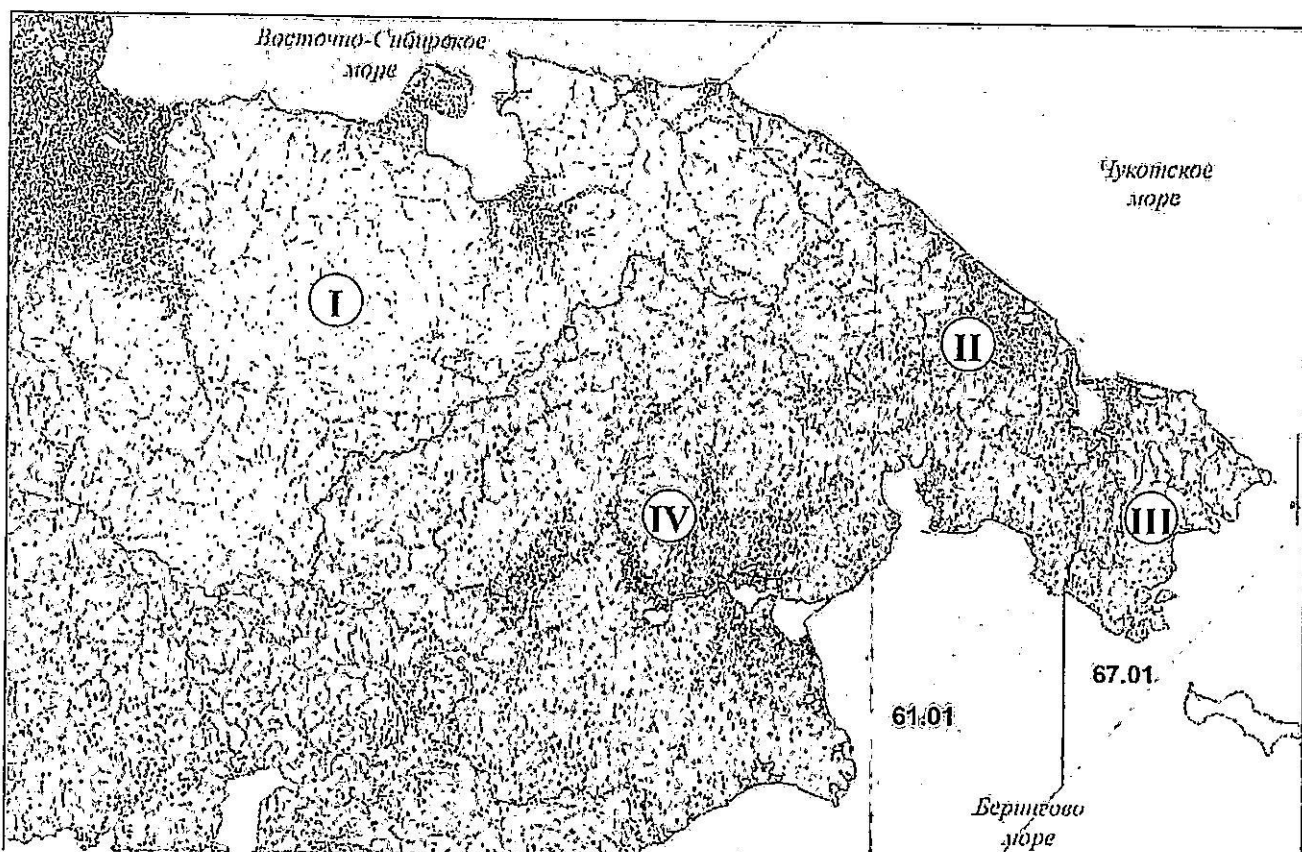 Восточно-Сибирское
море
Чукотское
море
I
II
IV
III
67.01
61.01
Берингово
море